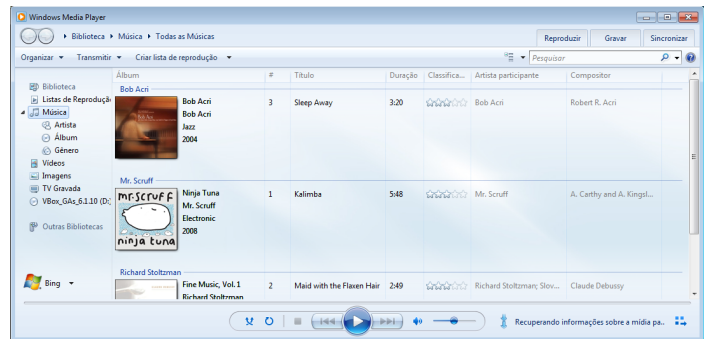 Windows Media Player
Biblioteca ▸ Música ▸ Todas as Músicas
Reproduzir Gravar Sincronizar
Organizar Transmitir Criar lista de reprodução Pesquisar
Álbum # Título Duração Classifica... Artista participante Compositor
Biblioteca
Listas de Reproduçã
Música
Artista
Álbum
Gênero
Vídeos
Imagens
TV Gravada
VBox_GAs_6.1.10 (D:)
Outras Bibliotecas
Bing
Bob Acri
Bob Acri 3 Sleep Away 3:20 Bob Acri Robert R. Acri
Bob Acri
Jazz
2004
Mr. Scruff
mr.scruff
ninja tuna
Ninja Tuna 1 Kalimba 5:48 Mr. Scruff A. Carthy and A. Kingsl...
Mr. Scruff
Electronic
2008
Richard Stoltzman
Fine Music, Vol. 1 2 Maid with the Flaxen Hair 2:49 Richard Stoltzman; Slov... Claude Debussy
Richard Stoltzman
Recuperando informações sobre a mídia pa..